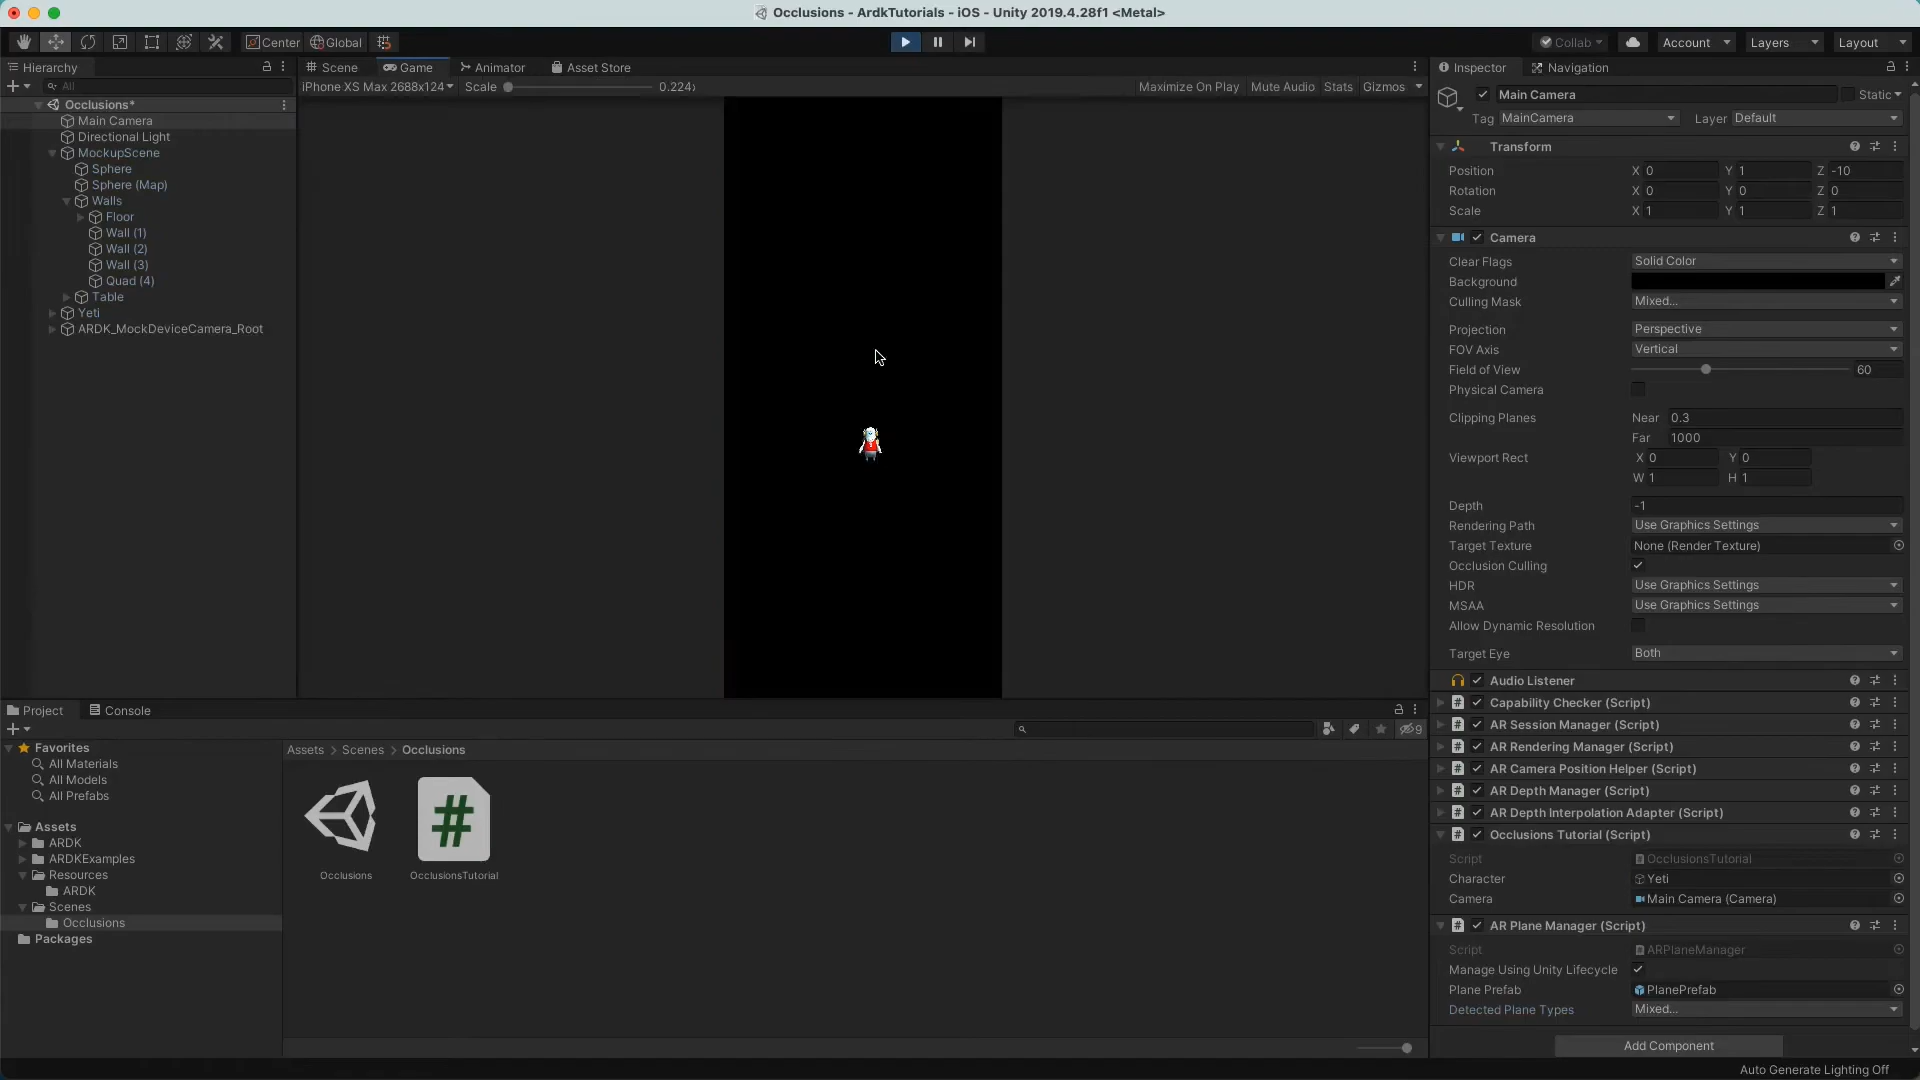 Occlusions - ArdkTutorials - iOS - Unity 2019.4.28f1 <Metal>
Center
Global
Collab
Account
Layers
Layout
Hierarchy
All
Occlusions*
Main Camera
Directional Light
MockupScene
Sphere
Sphere (Map)
Walls
Floor
Wall (1)
Wall (2)
Wall (3)
Quad (4)
Table
Yeti
ARDK_MockDeviceCamera_Root
Scene
Game
Animator
Asset Store
iPhone XS Max 2688x124
Scale
0.224x
Maximize On Play
Mute Audio
Stats
Gizmos
Inspector
Navigation
Main Camera
Static
Tag MainCamera
Layer Default
Transform
Position X 0 Y 1 Z -10
Rotation X 0 Y 0 Z 0
Scale X 1 Y 1 Z 1
Camera
Clear Flags Solid Color
Background
Culling Mask Mixed...
Projection Perspective
FOV Axis Vertical
Field of View 60
Physical Camera
Clipping Planes Near 0.3
Far 1000
Viewport Rect X 0 Y 0
W 1 H 1
Depth -1
Rendering Path Use Graphics Settings
Target Texture None (Render Texture)
Occlusion Culling
HDR Use Graphics Settings
MSAA Use Graphics Settings
Allow Dynamic Resolution
Target Eye Both
Audio Listener
Capability Checker (Script)
AR Session Manager (Script)
AR Rendering Manager (Script)
AR Camera Position Helper (Script)
AR Depth Manager (Script)
AR Depth Interpolation Adapter (Script)
Occlusions Tutorial (Script)
Script OcclusionsTutorial
Character Yeti
Camera Main Camera (Camera)
AR Plane Manager (Script)
Script ARPlaneManager
Manage Using Unity Lifecycle
Plane Prefab PlanePrefab
Detected Plane Types Mixed...
Add Component
Project
Console
9
Favorites
All Materials
All Models
All Prefabs
Assets
ARDK
ARDKExamples
Resources
ARDK
Scenes
Occlusions
Packages
Assets > Scenes > Occlusions
Occlusions
OcclusionsTutorial
Auto Generate Lighting Off